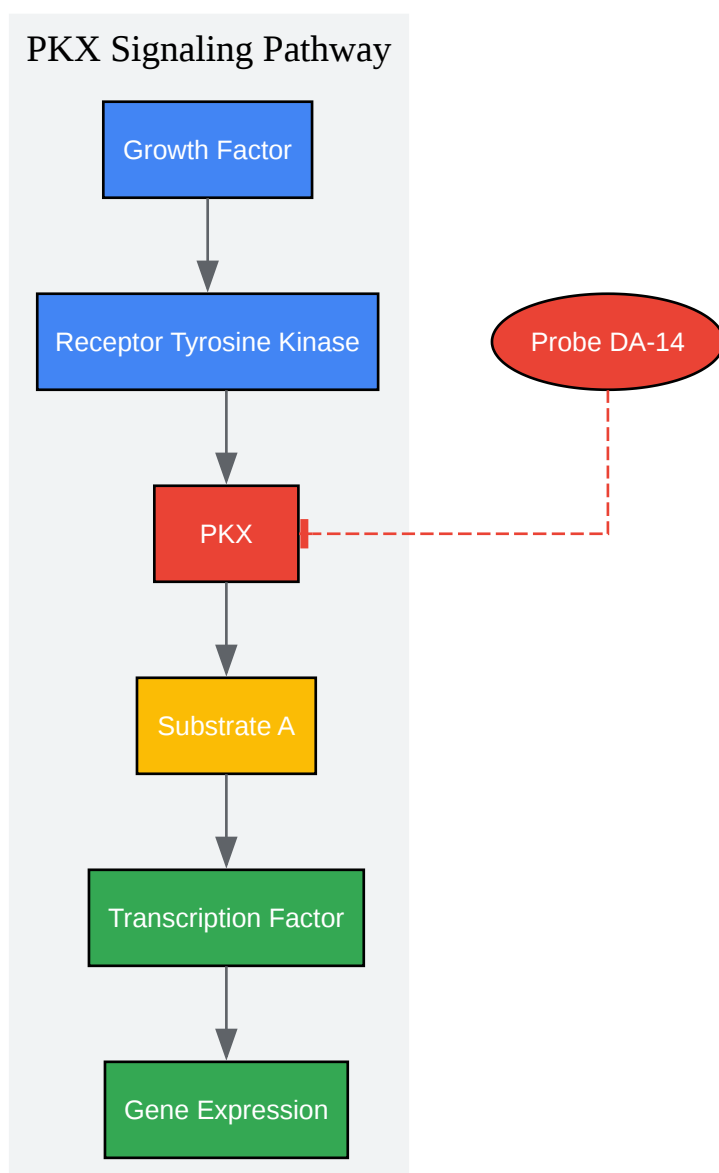 PKX Signaling Pathway
Growth Factor
Receptor Tyrosine Kinase
Probe DA-14
PKX
Substrate A
Transcription Factor
Gene Expression